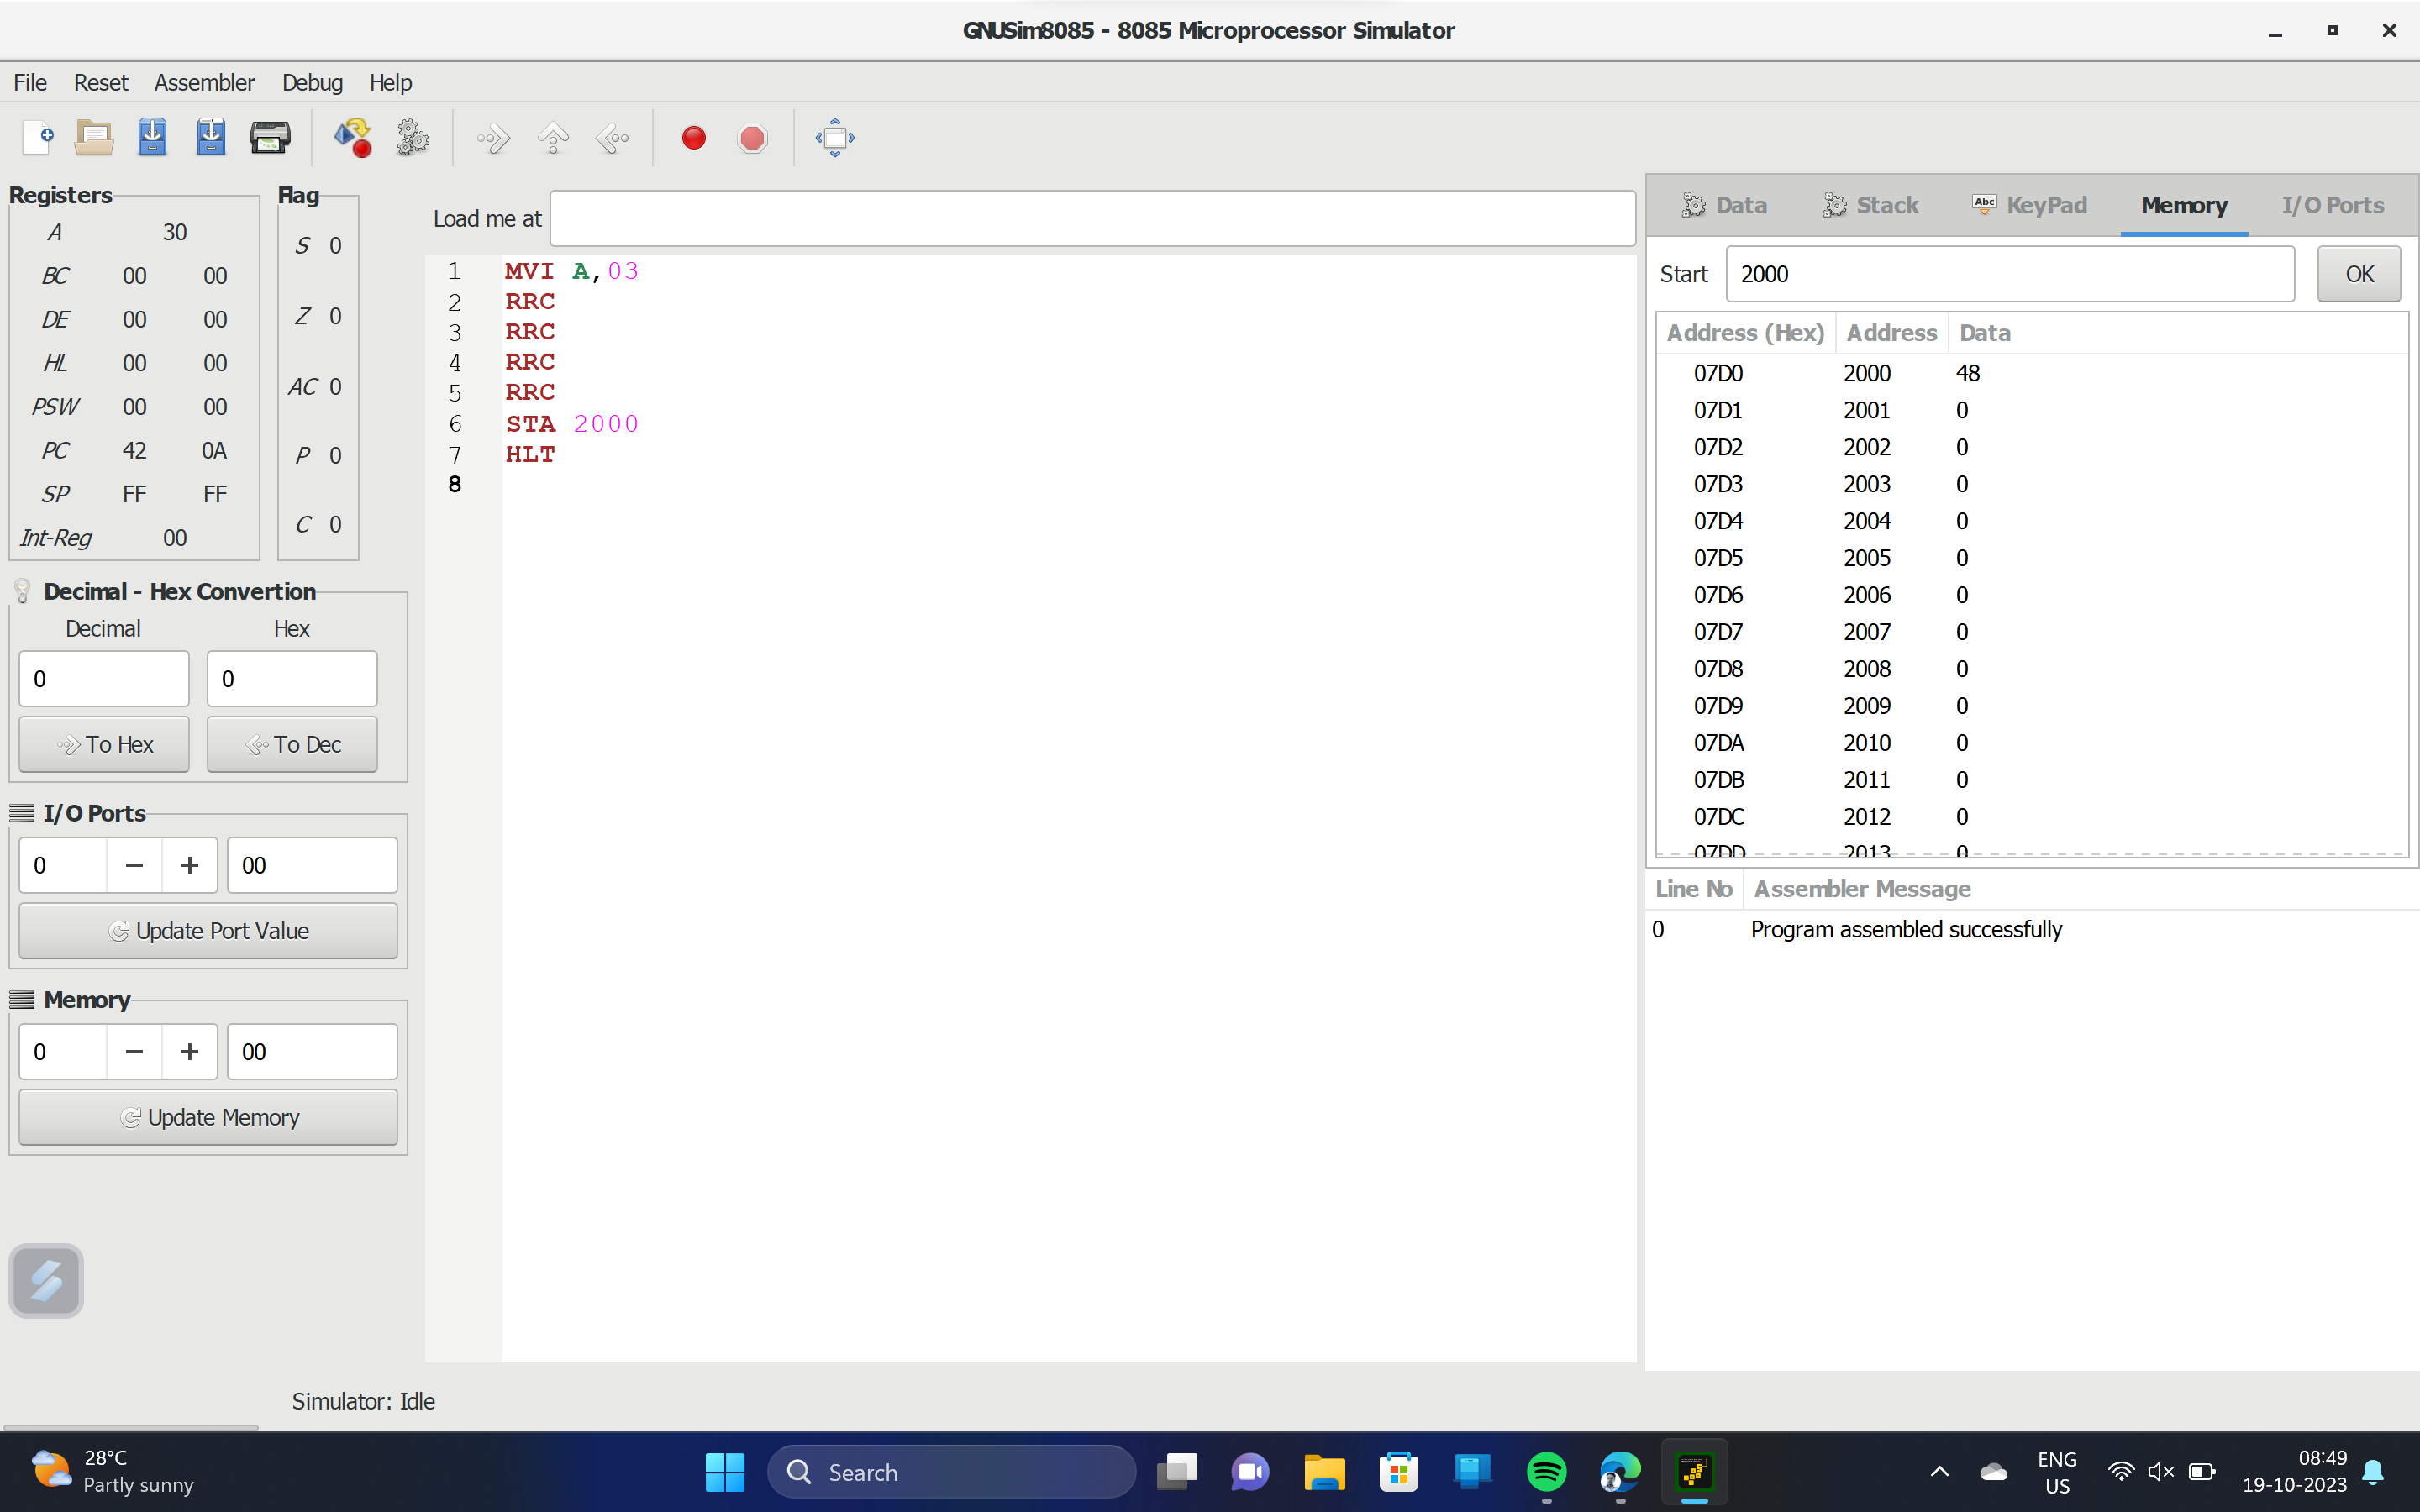 GNUSim8085 - 8085 Microprocessor Simulator
File Reset Assembler Debug Help
Registers
A 30
BC 00 00
DE 00 00
HL 00 00
PSW 00 00
PC 42 0A
SP FF FF
Int-Reg 00
Flag
S 0
Z 0
AC 0
P 0
C 0
Decimal - Hex Convertion
Decimal Hex
0 0
To Hex To Dec
I/O Ports
0 − + 00
Update Port Value
Memory
0 − + 00
Update Memory
Load me at
1 MVI A,03
2 RRC
3 RRC
4 RRC
5 RRC
6 STA 2000
7 HLT
8
Data Stack Abc KeyPad Memory I/O Ports
Start 2000 OK
Address (Hex) Address Data
07D0 2000 48
07D1 2001 0
07D2 2002 0
07D3 2003 0
07D4 2004 0
07D5 2005 0
07D6 2006 0
07D7 2007 0
07D8 2008 0
07D9 2009 0
07DA 2010 0
07DB 2011 0
07DC 2012 0
07DD 2013 0
Line No Assembler Message
0 Program assembled successfully
Simulator: Idle
28°C
Partly sunny
Search
ENG
US
08:49
19-10-2023